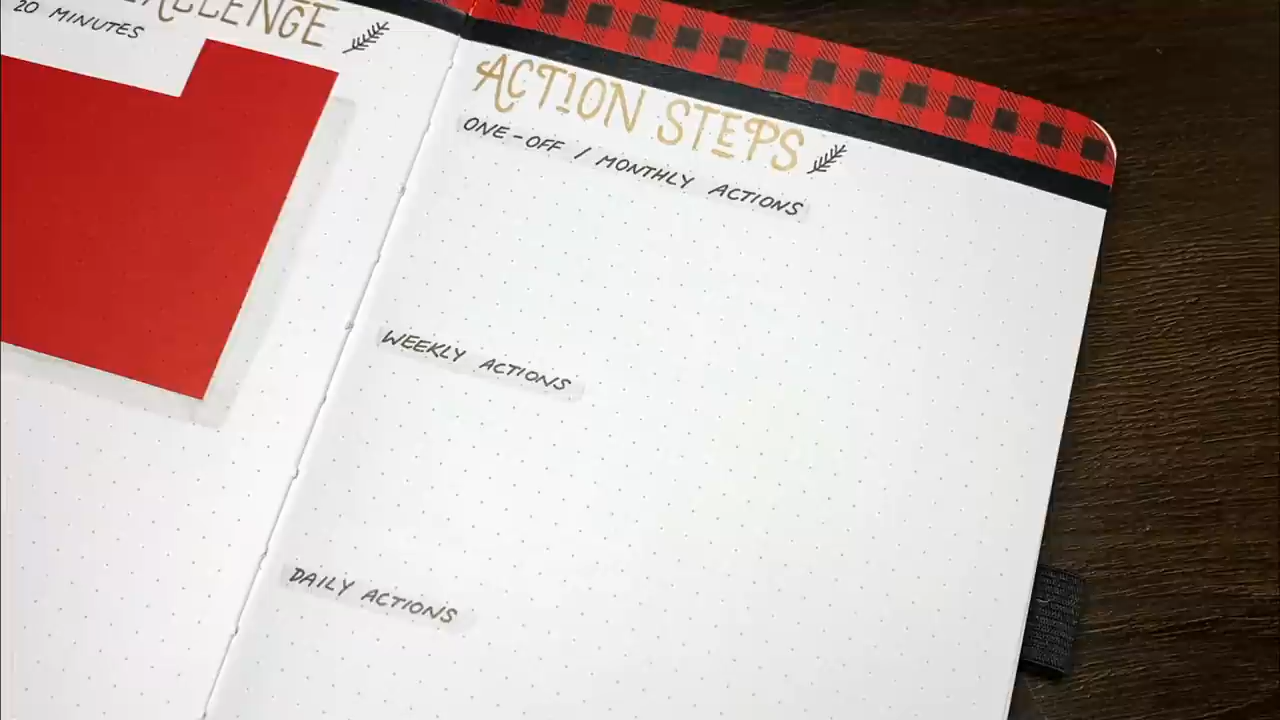 20 MINUTES
ACTION STEPS
ONE-OFF / MONTHLY ACTIONS
WEEKLY ACTIONS
DAILY ACTIONS